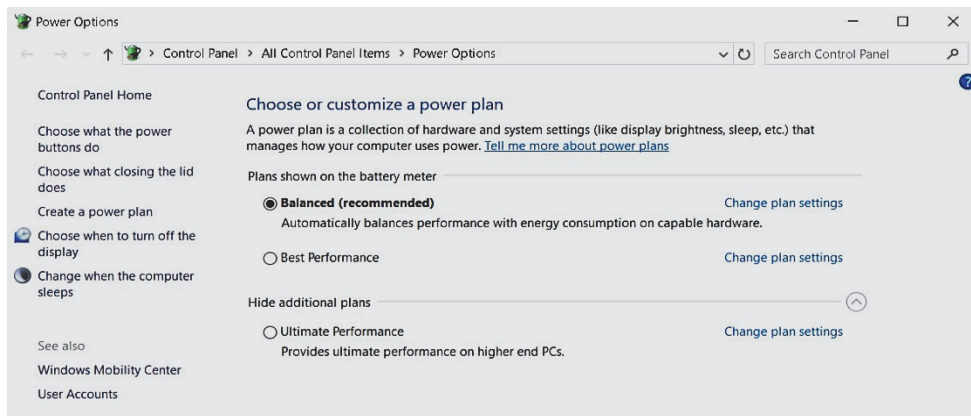 Power Options
Control Panel > All Control Panel Items > Power Options
Search Control Panel
?
Control Panel Home
Choose what the power
buttons do
Choose what closing the lid
does
Create a power plan
Choose when to turn off the
display
Change when the computer
sleeps
See also
Windows Mobility Center
User Accounts
Choose or customize a power plan
A power plan is a collection of hardware and system settings (like display brightness, sleep, etc.) that
manages how your computer uses power. Tell me more about power plans
Plans shown on the battery meter
Balanced (recommended) Change plan settings
Automatically balances performance with energy consumption on capable hardware.
Best Performance Change plan settings
Hide additional plans
Ultimate Performance Change plan settings
Provides ultimate performance on higher end PCs.